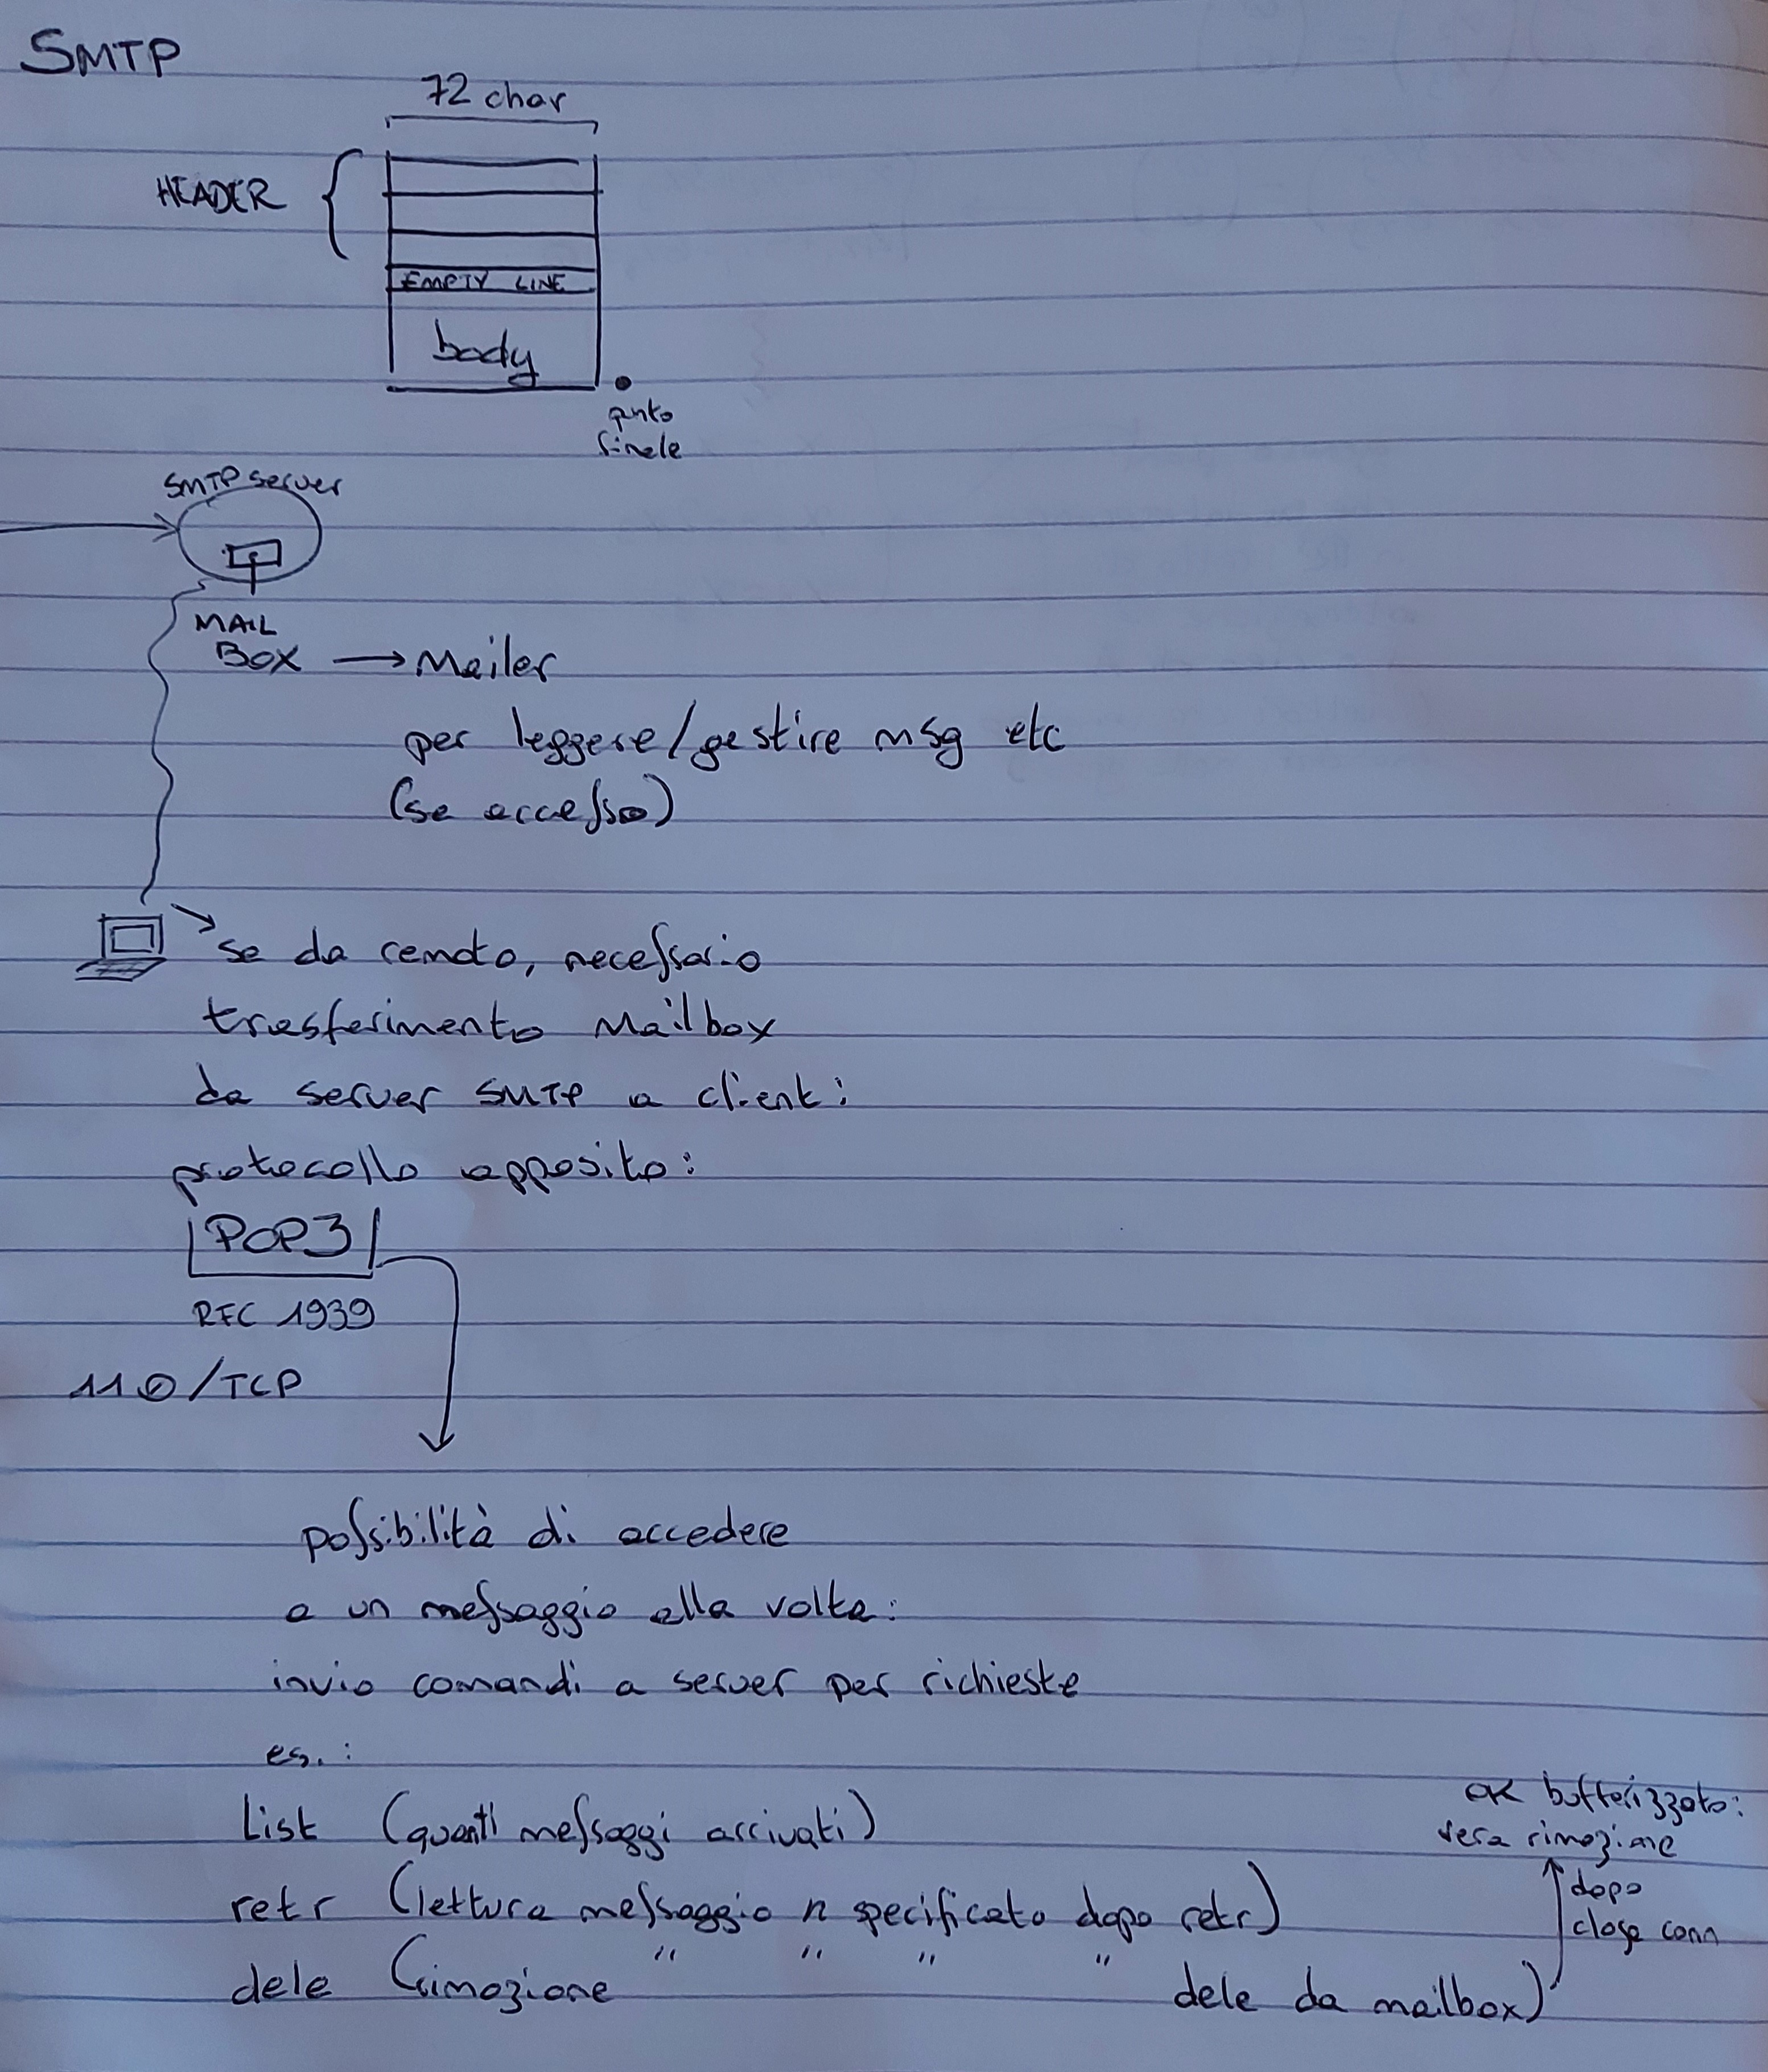 SMTP
72 char
HEADER
EMPTY LINE
body
punto
finale
SMTP server
MAIL
BOX → Mailer
per leggere/gestire msg etc
(se accesso)
se da remoto, necessario
trasferimento Mailbox
da server SMTP a client:
protocollo apposito:
POP3
RFC 1939
110/TCP
possibilità di accedere
a un messaggio alla volta:
invio comandi a server per richieste
es.:
List (quanti messaggi arrivati)
ok bufferizzato:
vera rimozione
retr (lettura messaggio n specificato dopo retr)
dopo
close conn
dele (rimozione " " " " dele da mailbox)